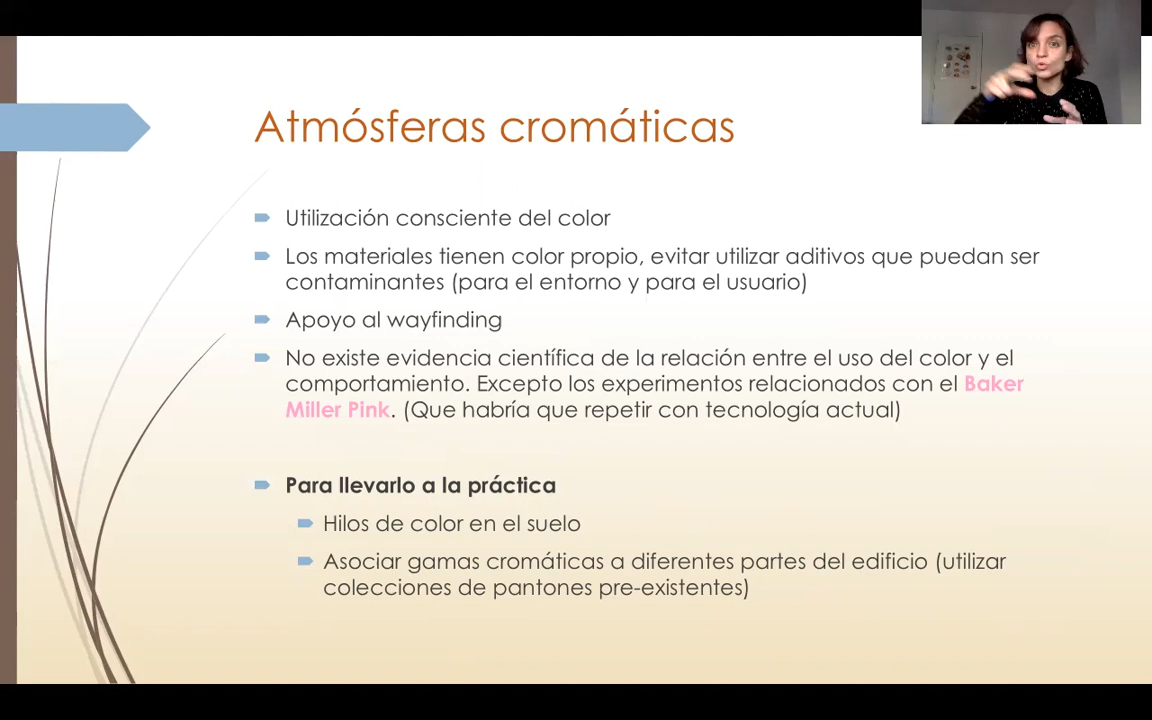 Atmósferas cromáticas
Utilización consciente del color
Los materiales tienen color propio, evitar utilizar aditivos que puedan ser
contaminantes (para el entorno y para el usuario)
Apoyo al wayfinding
No existe evidencia científica de la relación entre el uso del color y el
comportamiento. Excepto los experimentos relacionados con el Baker
Miller Pink. (Que habría que repetir con tecnología actual)
Para llevarlo a la práctica
Hilos de color en el suelo
Asociar gamas cromáticas a diferentes partes del edificio (utilizar
colecciones de pantones pre-existentes)